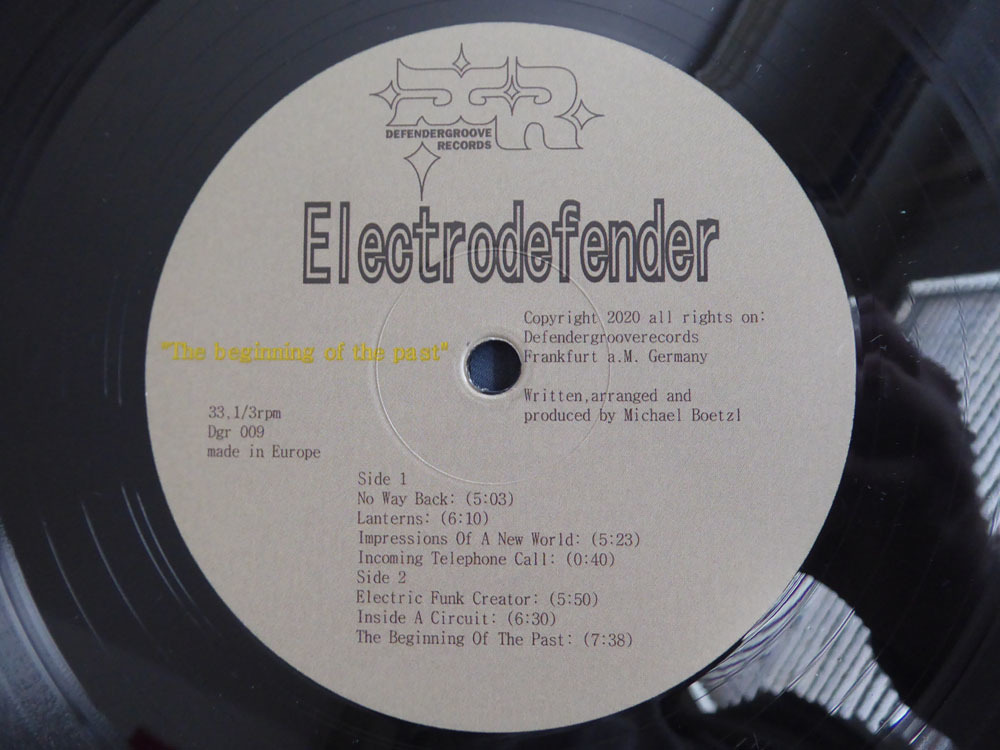 DEFENDERGROOVE
RECORDS
Electrodefender
Copyright 2020 all rights on:
Defendergrooverecords
Frankfurt a.M. Germany
"The beginning of the past"
Written,arranged and
produced by Michael Boetzl
33,1/3rpm
Dgr 009
made in Europe
Side 1
No Way Back: (5:03)
Lanterns: (6:10)
Impressions Of A New World: (5:23)
Incoming Telephone Call: (0:40)
Side 2
Electric Funk Creator: (5:50)
Inside A Circuit: (6:30)
The Beginning Of The Past: (7:38)